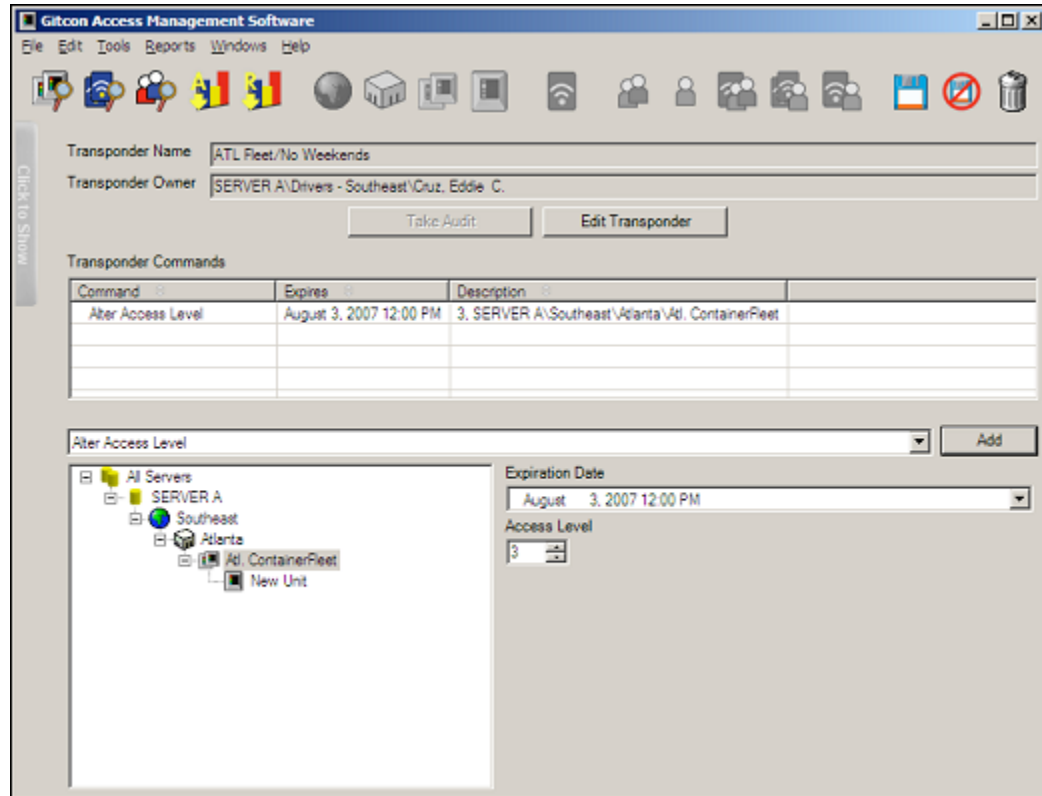 Gitcon Access Management Software
File Edit Tools Reports Windows Help
Click to Show
Transponder Name ATL Fleet/No Weekends
Transponder Owner SERVER A\Drivers - Southeast\Cruz, Eddie C.
Take Audit Edit Transponder
Transponder Commands
Command Expires Description
Alter Access Level August 3, 2007 12:00 PM 3, SERVER A\Southeast\Atlanta\Atl. ContainerFleet
Alter Access Level Add
All Servers
SERVER A
Southeast
Atlanta
Atl. ContainerFleet
New Unit
Expiration Date
August 3, 2007 12:00 PM
Access Level
3